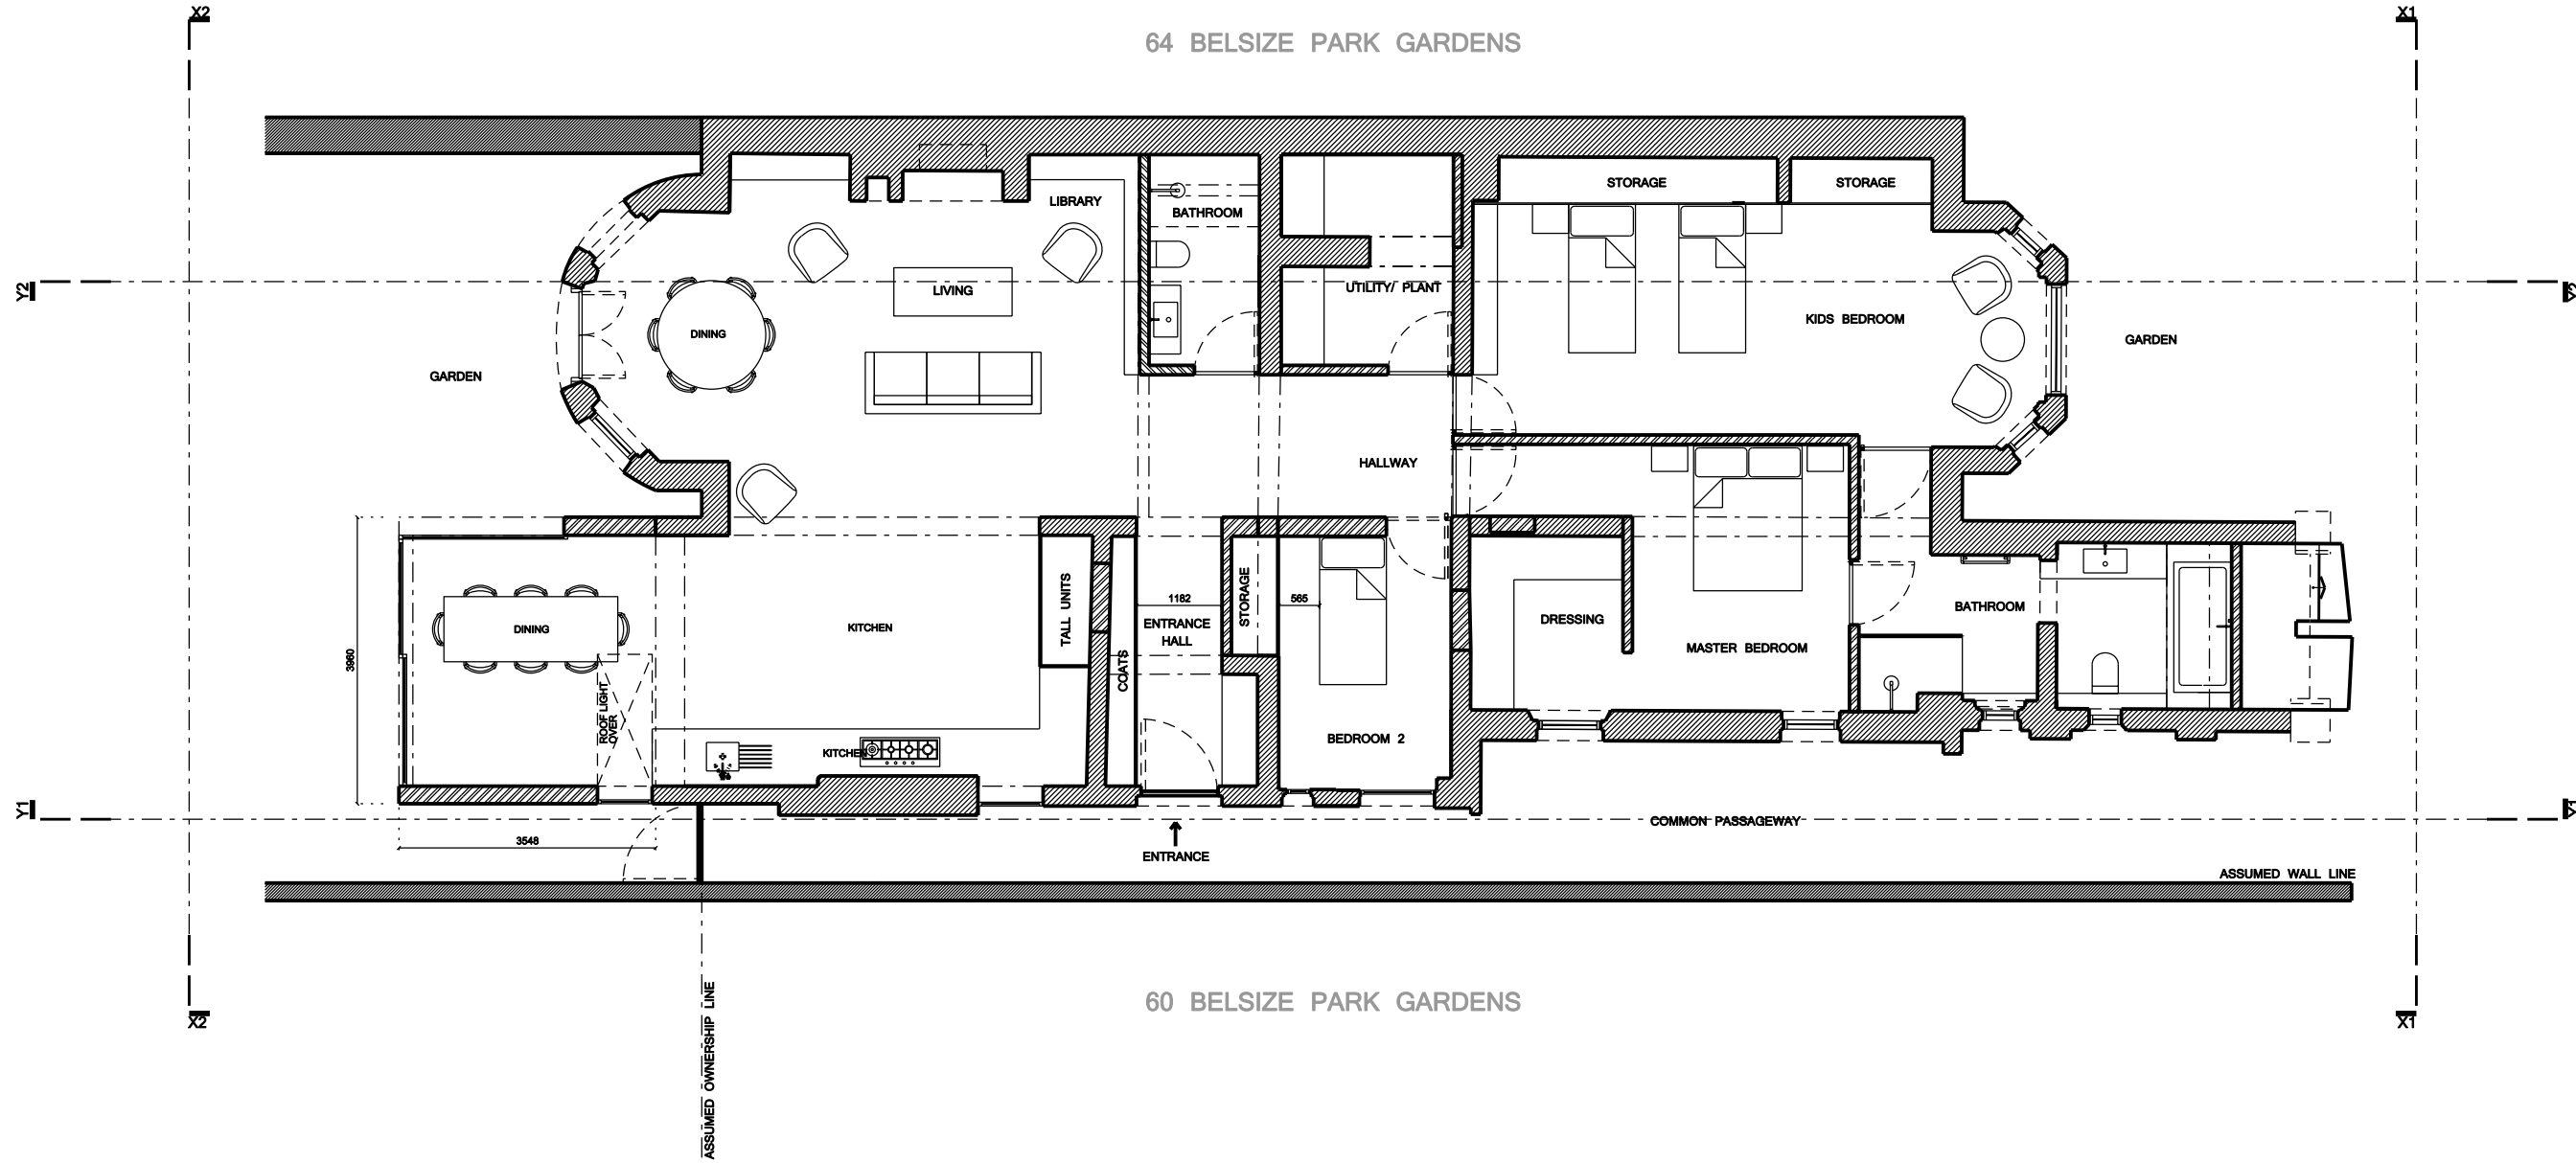 X2
X1
64 BELSIZE PARK GARDENS
STORAGE
STORAGE
LIBRARY
BATHROOM
Y2
Y2
LIVING
UTILITY/ PLANT
KIDS BEDROOM
DINING
GARDEN
GARDEN
HALLWAY
TALL UNITS
STORAGE
1182
565
ENTRANCE
HALL
DINING
KITCHEN
DRESSING
BATHROOM
MASTER BEDROOM
3960
COATS
ROOF LIGHT
OVER
KITCHEN
BEDROOM 2
Y1
Y1
COMMON PASSAGEWAY
3548
ENTRANCE
ASSUMED WALL LINE
60 BELSIZE PARK GARDENS
X2
X1
ASSUMED OWNERSHIP LINE